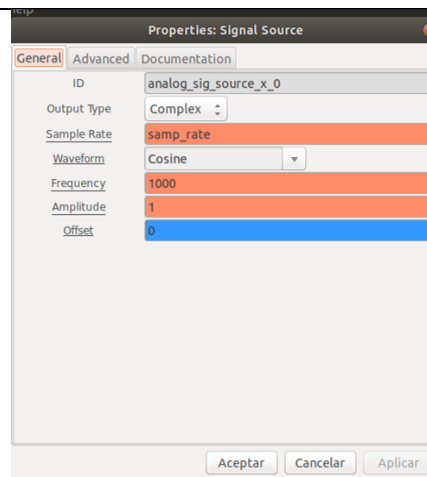 help
Properties: Signal Source
General Advanced Documentation
ID analog_sig_source_x_0
Output Type Complex
Sample Rate samp_rate
Waveform Cosine
Frequency 1000
Amplitude 1
Offset 0
Aceptar Cancelar Aplicar